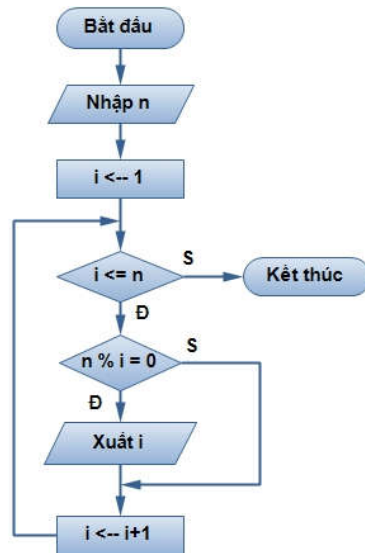 Bắt đầu
Nhập n
i <-- 1
i <= n
S
Kết thúc
Đ
n % i = 0
S
Đ
Xuất i
i <-- i+1